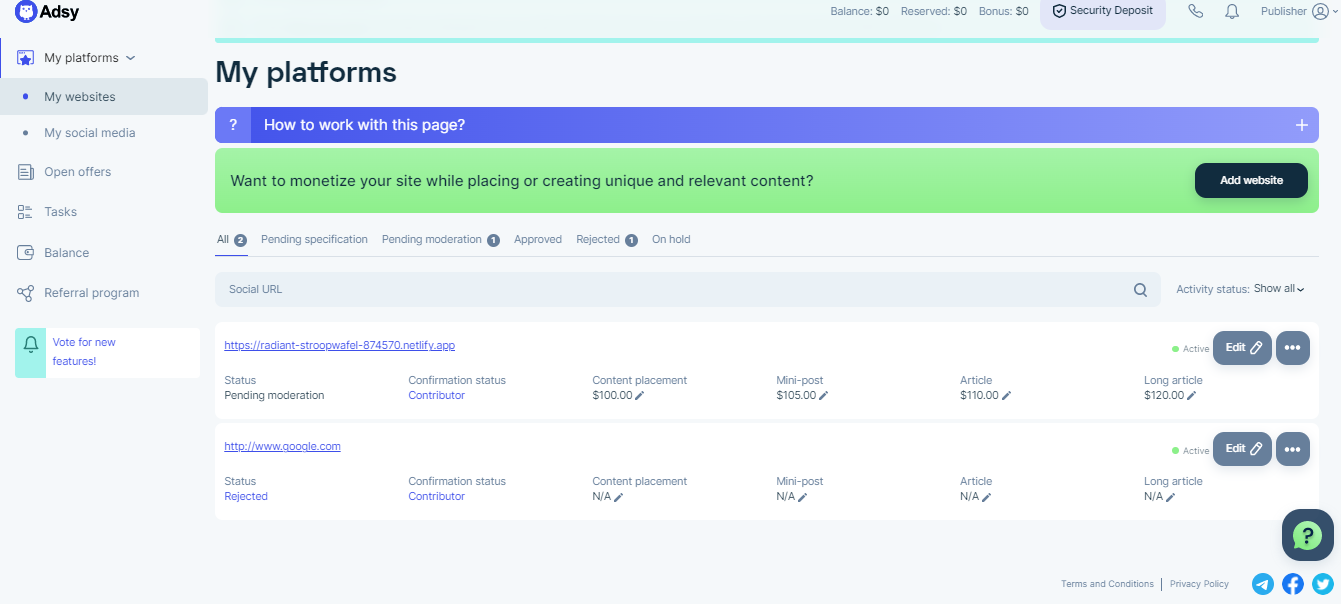 Adsy
Balance: $0 Reserved: $0 Bonus: $0 Security Deposit Publisher
My platforms
My websites
My social media
Open offers
Tasks
Balance
Referral program
Vote for new
features!
My platforms
? How to work with this page? +
Want to monetize your site while placing or creating unique and relevant content? Add website
All 2 Pending specification Pending moderation 1 Approved Rejected 1 On hold
Social URL Activity status: Show all
https://radiant-stroopwafel-874570.netlify.app Active Edit •••
Status Confirmation status Content placement Mini-post Article Long article
Pending moderation Contributor $100.00 $105.00 $110.00 $120.00
http://www.google.com Active Edit •••
Status Confirmation status Content placement Mini-post Article Long article
Rejected Contributor N/A N/A N/A N/A
?
Terms and Conditions | Privacy Policy